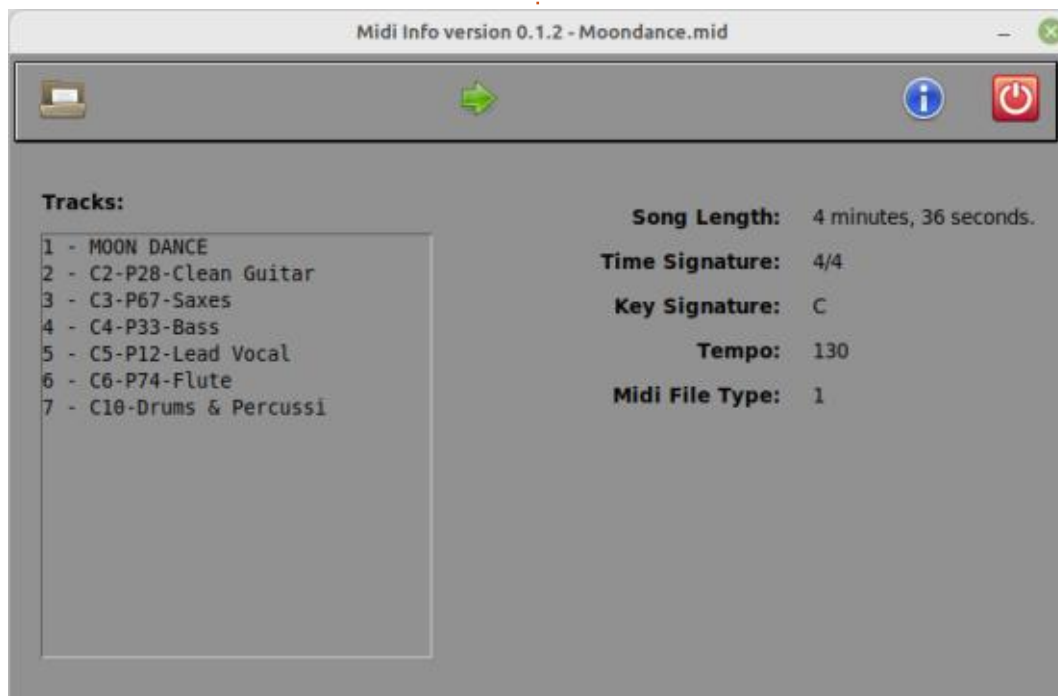 Midi Info version 0.1.2 - Moondance.mid
Tracks:
1 - MOON DANCE
2 - C2-P28-Clean Guitar
3 - C3-P67-Saxes
4 - C4-P33-Bass
5 - C5-P12-Lead Vocal
6 - C6-P74-Flute
7 - C10-Drums & Percussi
Song Length: 4 minutes, 36 seconds.
Time Signature: 4/4
Key Signature: C
Tempo: 130
Midi File Type: 1